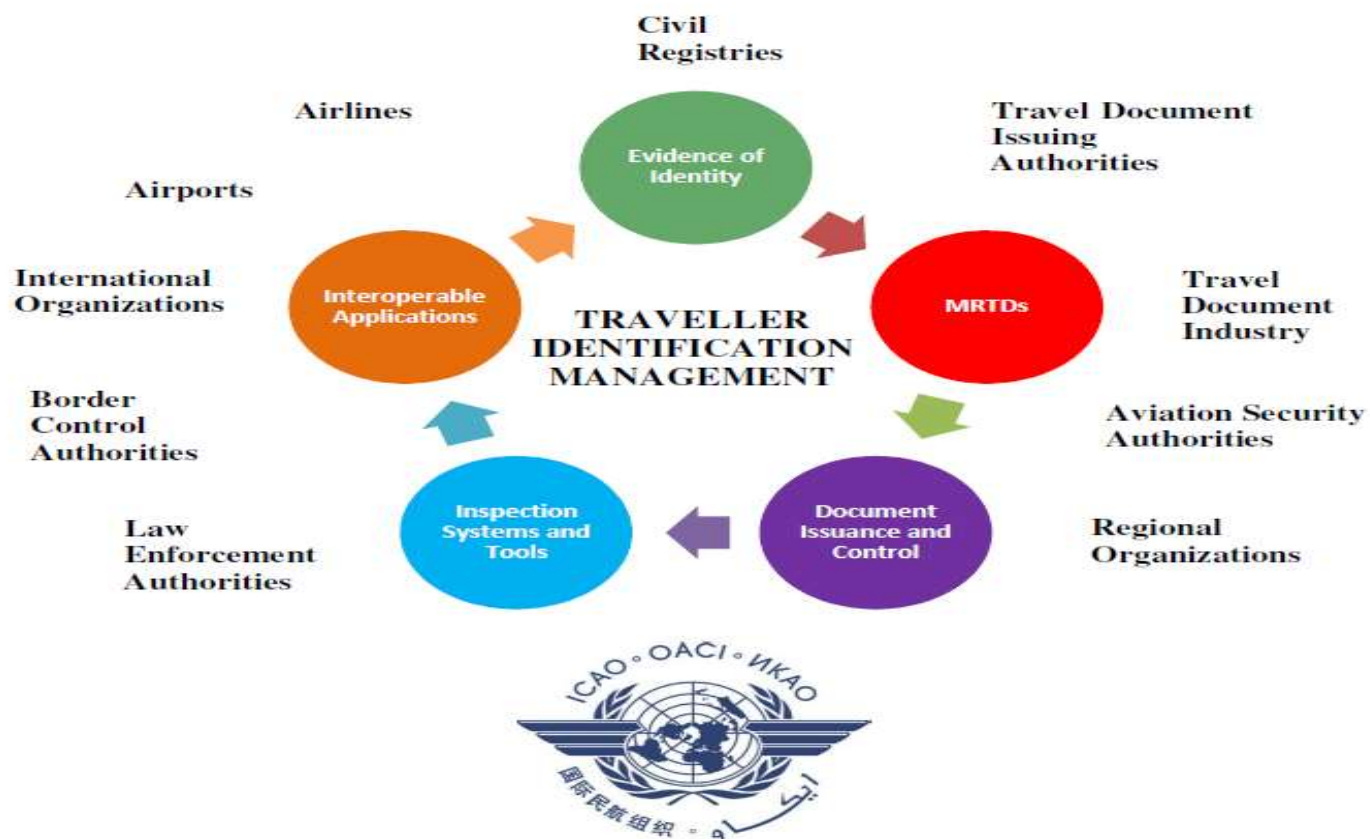 Civil
Registries
Airlines
Travel Document
Issuing
Authorities
Evidence of
Identity
Airports
International
Organizations
Interoperable
Applications
TRAVELLER
IDENTIFICATION
MANAGEMENT
MRTDs
Travel
Document
Industry
Border
Control
Authorities
Aviation Security
Authorities
Law
Enforcement
Authorities
Inspection
Systems and
Tools
Document
Issuance and
Control
Regional
Organizations
ICAO ° OACI ° ИКАО
国际民航组织 ° ايكاو